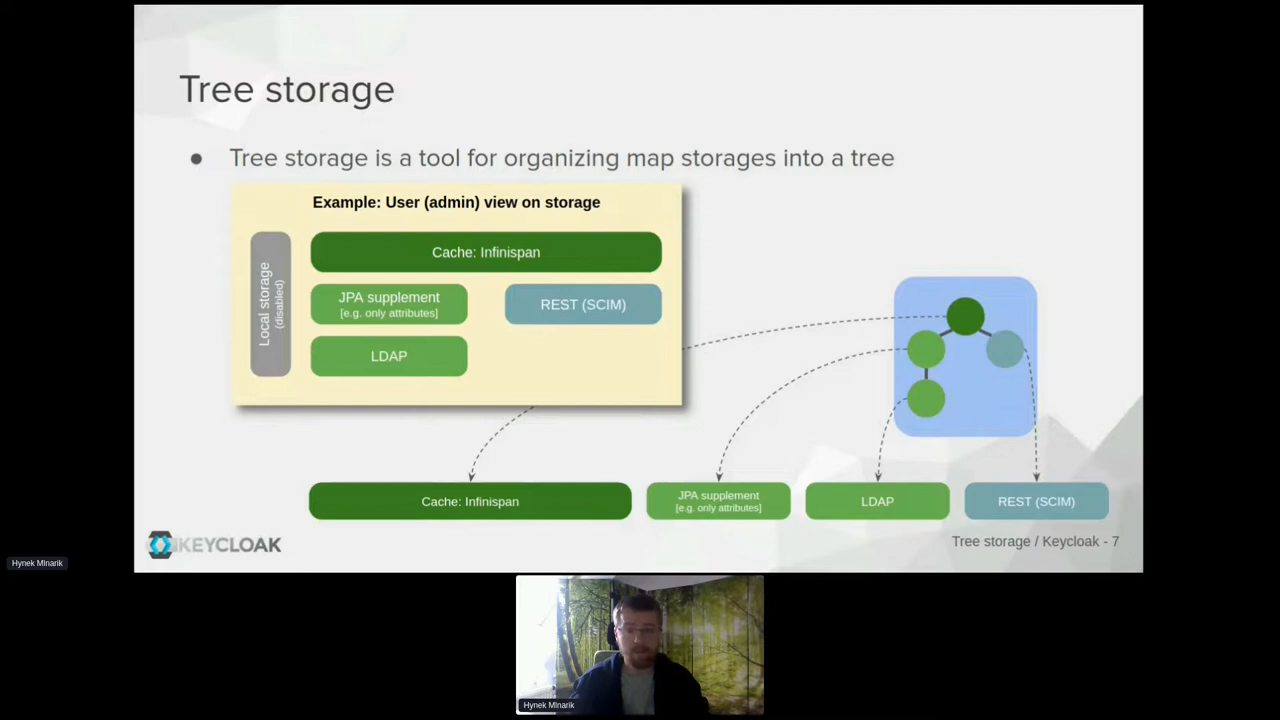 Tree storage
● Tree storage is a tool for organizing map storages into a tree
Example: User (admin) view on storage
Local storage
(disabled)
Cache: Infinispan
JPA supplement
[e.g. only attributes]
REST (SCIM)
LDAP
Cache: Infinispan
JPA supplement
[e.g. only attributes]
LDAP
REST (SCIM)
KEYCLOAK
Tree storage / Keycloak - 7
Hynek Mlnarik
Hynek Mlnarik